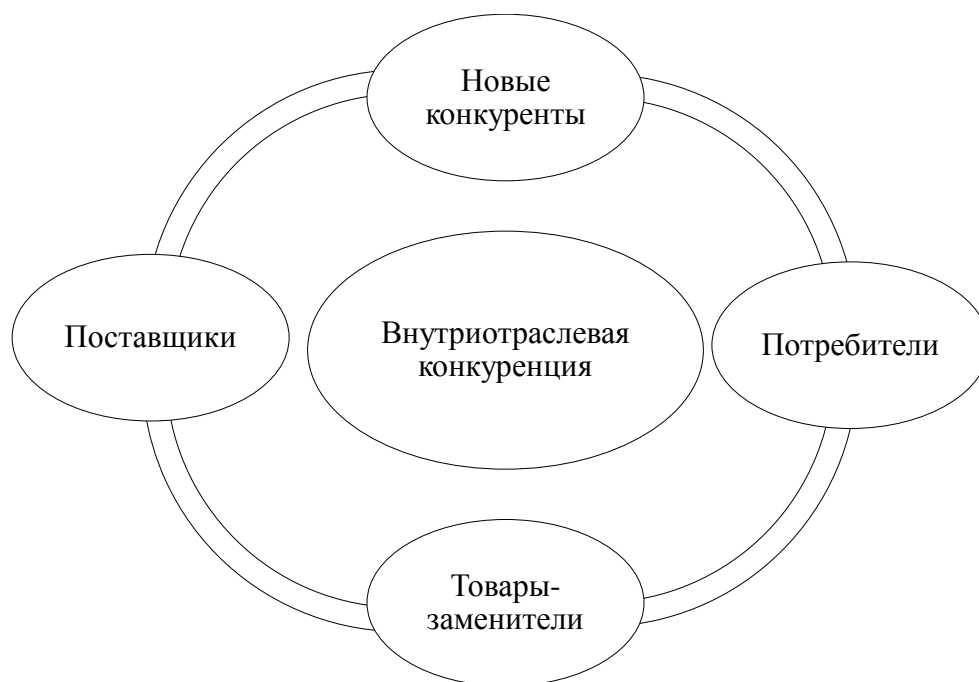 Новые
конкуренты
Поставщики
Внутриотраслевая
конкуренция
Потребители
Товары-
заменители